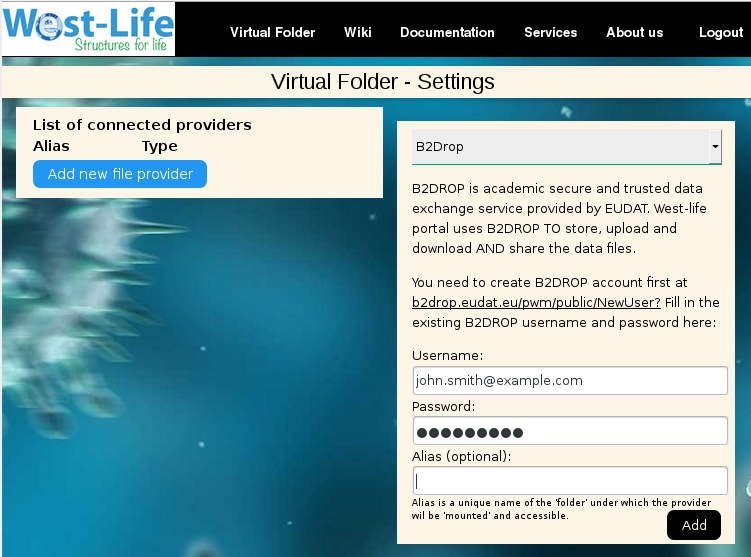 West-Life
Structures for life
Virtual Folder Wiki Documentation Services About us Logout
Virtual Folder - Settings
List of connected providers
Alias Type
Add new file provider
B2Drop
B2DROP is academic secure and trusted data
exchange service provided by EUDAT. West-life
portal uses B2DROP TO store, upload and
download AND share the data files.
You need to create B2DROP account first at
b2drop.eudat.eu/pwm/public/NewUser? Fill in the
existing B2DROP username and password here:
Username:
john.smith@example.com
Password:
●●●●●●●●●
Alias (optional):
Alias is a unique name of the 'folder' under which the provider
wil be 'mounted' and accessible.
Add